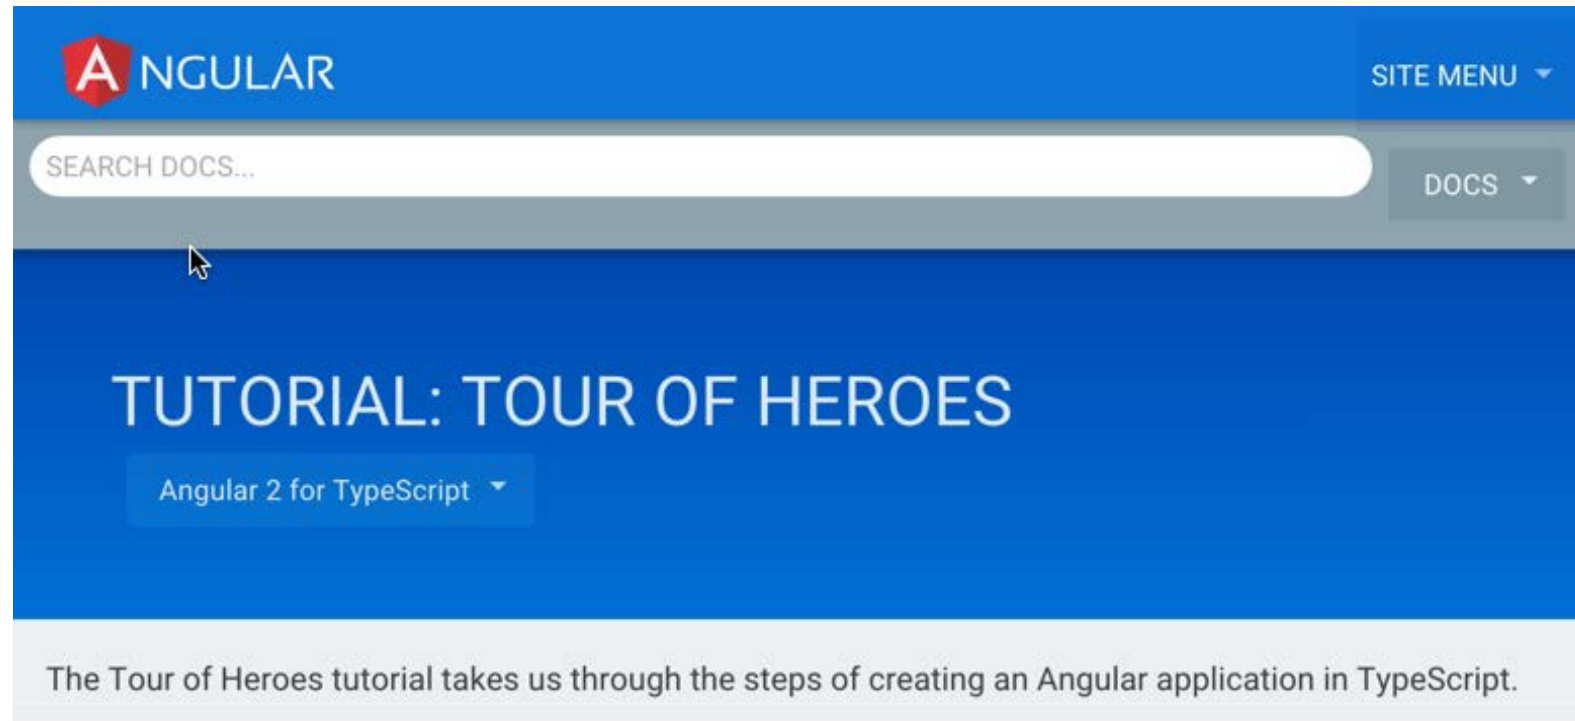 ANGULAR
SITE MENU
SEARCH DOCS...
DOCS
TUTORIAL: TOUR OF HEROES
Angular 2 for TypeScript
The Tour of Heroes tutorial takes us through the steps of creating an Angular application in TypeScript.